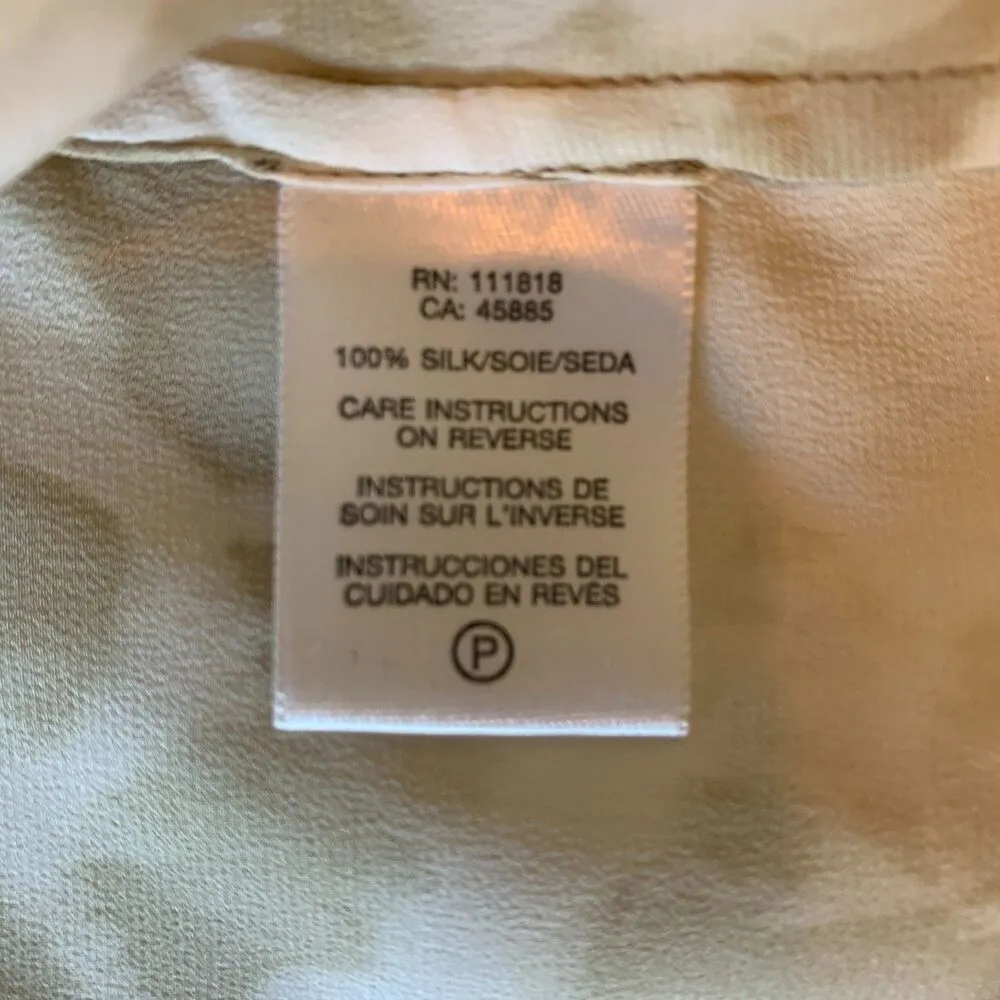 RN: 111818
CA: 45885
100% SILK/SOIE/SEDA
CARE INSTRUCTIONS
ON REVERSE
INSTRUCTIONS DE
SOIN SUR L'INVERSE
INSTRUCCIONES DEL
CUIDADO EN REVÉS
P